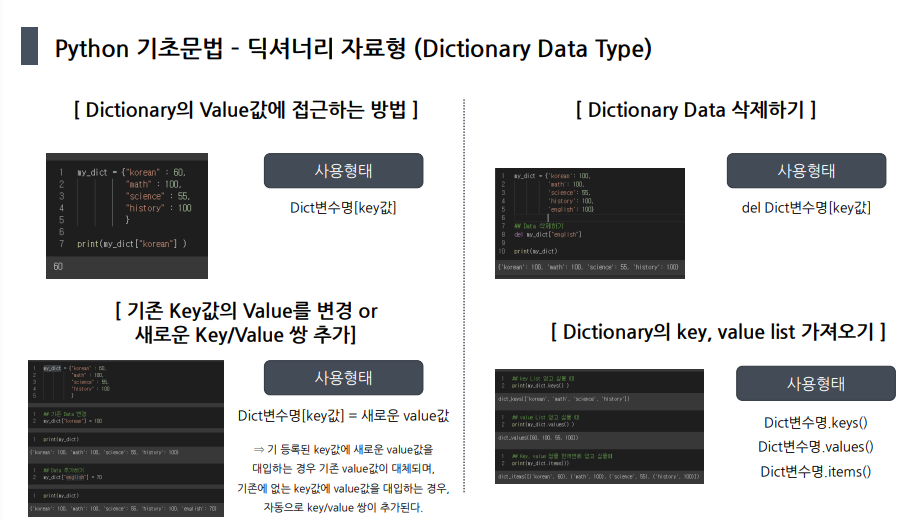 Python 기초문법 - 딕셔너리 자료형 (Dictionary Data Type)
[ Dictionary의 Value값에 접근하는 방법 ]
1 my_dict = {"korean" : 60,
2 "math" : 100,
3 "science" : 55,
4 "history" : 100
5 }
6
7 print(my_dict["korean"] )
60
사용형태
Dict변수명[key값]
[ 기존 Key값의 Value를 변경 or
새로운 Key/Value 쌍 추가]
1 my_dict = {"korean" : 60,
2 "math" : 100,
3 "science" : 55,
4 "history" : 100
5 }
1 ## 기존 Data 변경
2 my_dict["korean"] = 100
1 print(my_dict)
{'korean': 100, 'math': 100, 'science': 55, 'history': 100}
1 ## Data 추가하기
2 my_dict["english"] = 70
1 print(my_dict)
{'korean': 100, 'math': 100, 'science': 55, 'history': 100, 'english': 70}
사용형태
Dict변수명[key값] = 새로운 value값
⇒ 기 등록된 key값에 새로운 value값을
대입하는 경우 기존 value값이 대체되며,
기존에 없는 key값에 value값을 대입하는 경우,
자동으로 key/value 쌍이 추가된다.
[ Dictionary Data 삭제하기 ]
1 my_dict = {'korean': 100,
2 'math': 100,
3 'science': 55,
4 'history': 100,
5 'english': 100}
6
7 ## Data 삭제하기
8 del my_dict["english"]
9
10 print(my_dict)
{'korean': 100, 'math': 100, 'science': 55, 'history': 100}
사용형태
del Dict변수명[key값]
[ Dictionary의 key, value list 가져오기 ]
1 ## key List 얻고 싶을 때
2 print(my_dict.keys() )
dict_keys(['korean', 'math', 'science', 'history'])
1 ## value List 얻고 싶을 때
2 print(my_dict.values() )
dict_values([60, 100, 55, 100])
1 ## Key, value 쌍을 한꺼번에 얻고 싶을때
2 print(my_dict.items())
dict_items([('korean', 60), ('math', 100), ('science', 55), ('history', 100)])
사용형태
Dict변수명.keys()
Dict변수명.values()
Dict변수명.items()